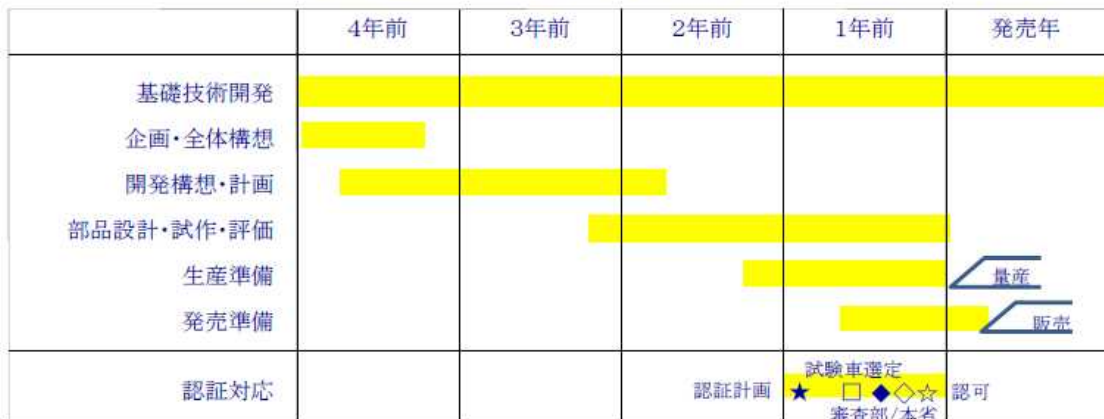 4年前 3年前 2年前 1年前 発売年
基礎技術開発
企画・全体構想
開発構想・計画
部品設計・試作・評価
生産準備 量産
発売準備 販売
試験車選定
認証対応 認証計画 ★ □ ◆ ◇ ☆ 認可
審査部/本省